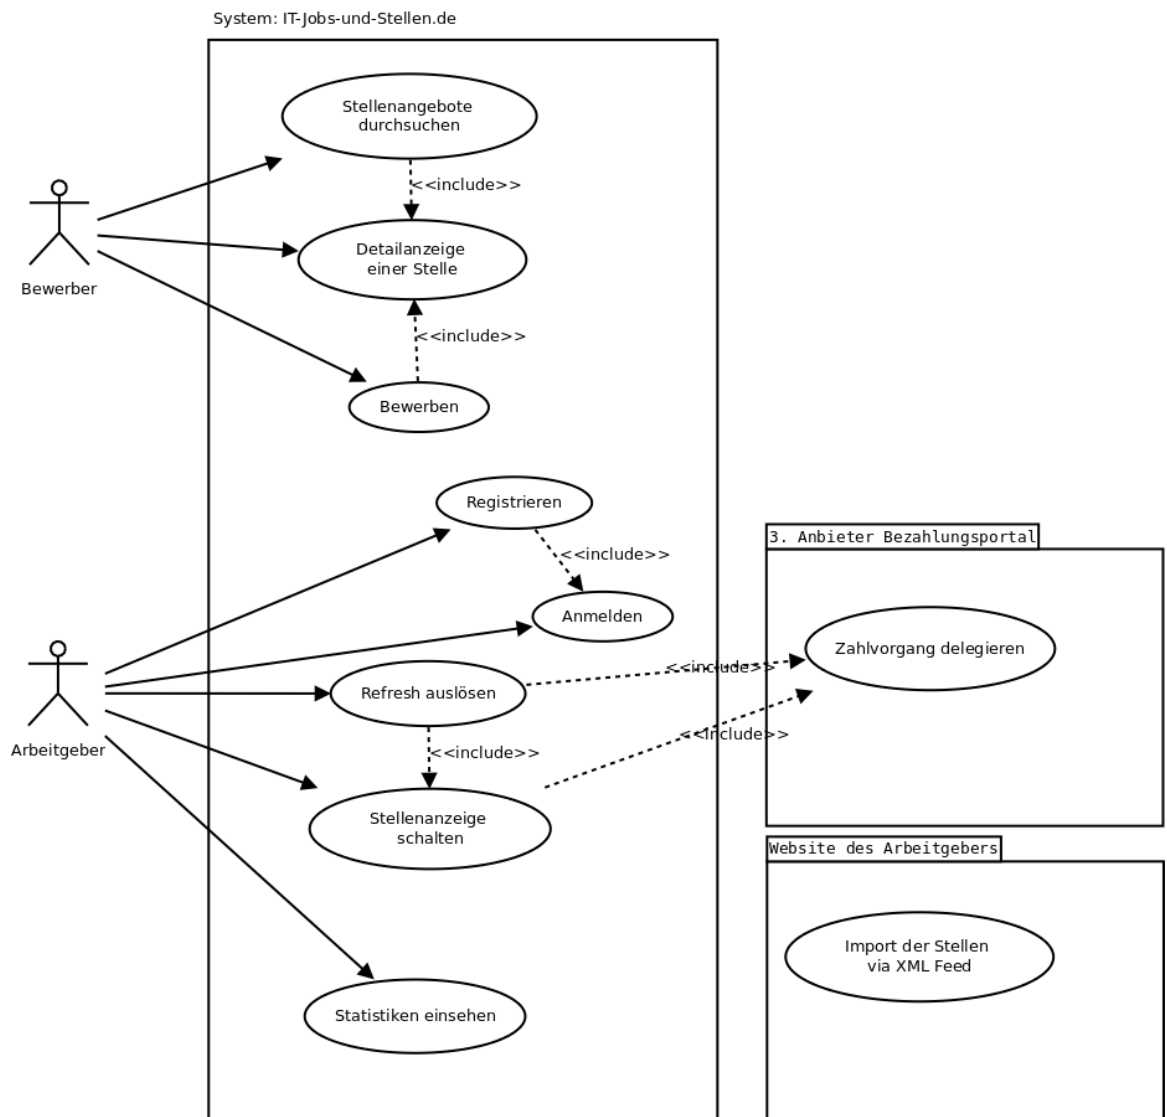 System: IT-Jobs-und-Stellen.de
Stellenangebote
durchsuchen
<<include>>
Bewerber
Detailanzeige
einer Stelle
<<include>>
Bewerben
Registrieren
<<include>>
3. Anbieter Bezahlungsportal
Anmelden
Zahlvorgang delegieren
<<include>>
Arbeitgeber
Refresh auslösen
<<include>>
<<include>>
Stellenanzeige
schalten
Website des Arbeitgebers
Import der Stellen
via XML Feed
Statistiken einsehen